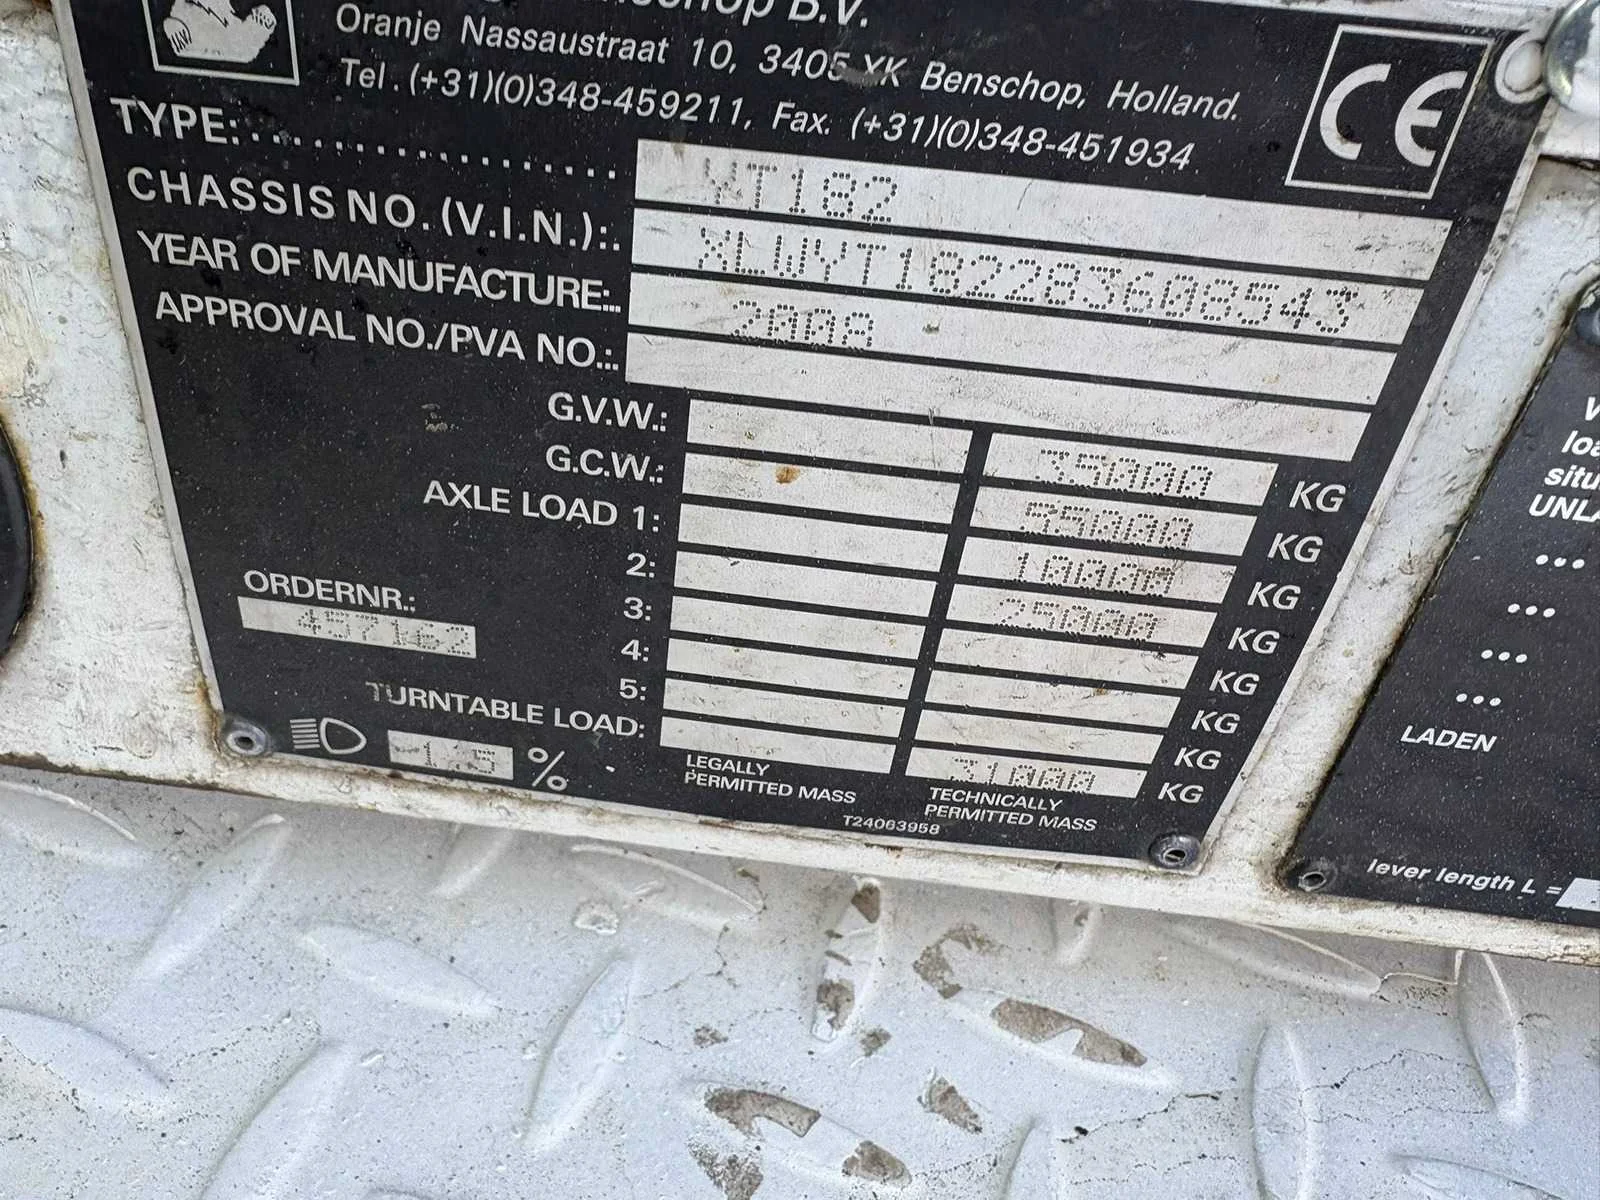 B.V.
Oranje Nassaustraat 10, 3405 XK Benschop, Holland.
Tel. (+31)(0)348-459211, Fax. (+31)(0)348-451934
CE
TYPE: YT182
CHASSIS NO. (V.I.N.): XLWYT182283608543
YEAR OF MANUFACTURE: 2008
APPROVAL NO./PVA NO.:
G.V.W.: 35000 KG
G.C.W.: 55000 KG
AXLE LOAD 1: 10000 KG
2: 25000 KG
3: KG
4: KG
5: KG
TURNTABLE LOAD: 31000 KG
ORDERNR.:
457162
%
LEGALLY PERMITTED MASS
TECHNICALLY PERMITTED MASS
T24063958
LADEN
lever length L =